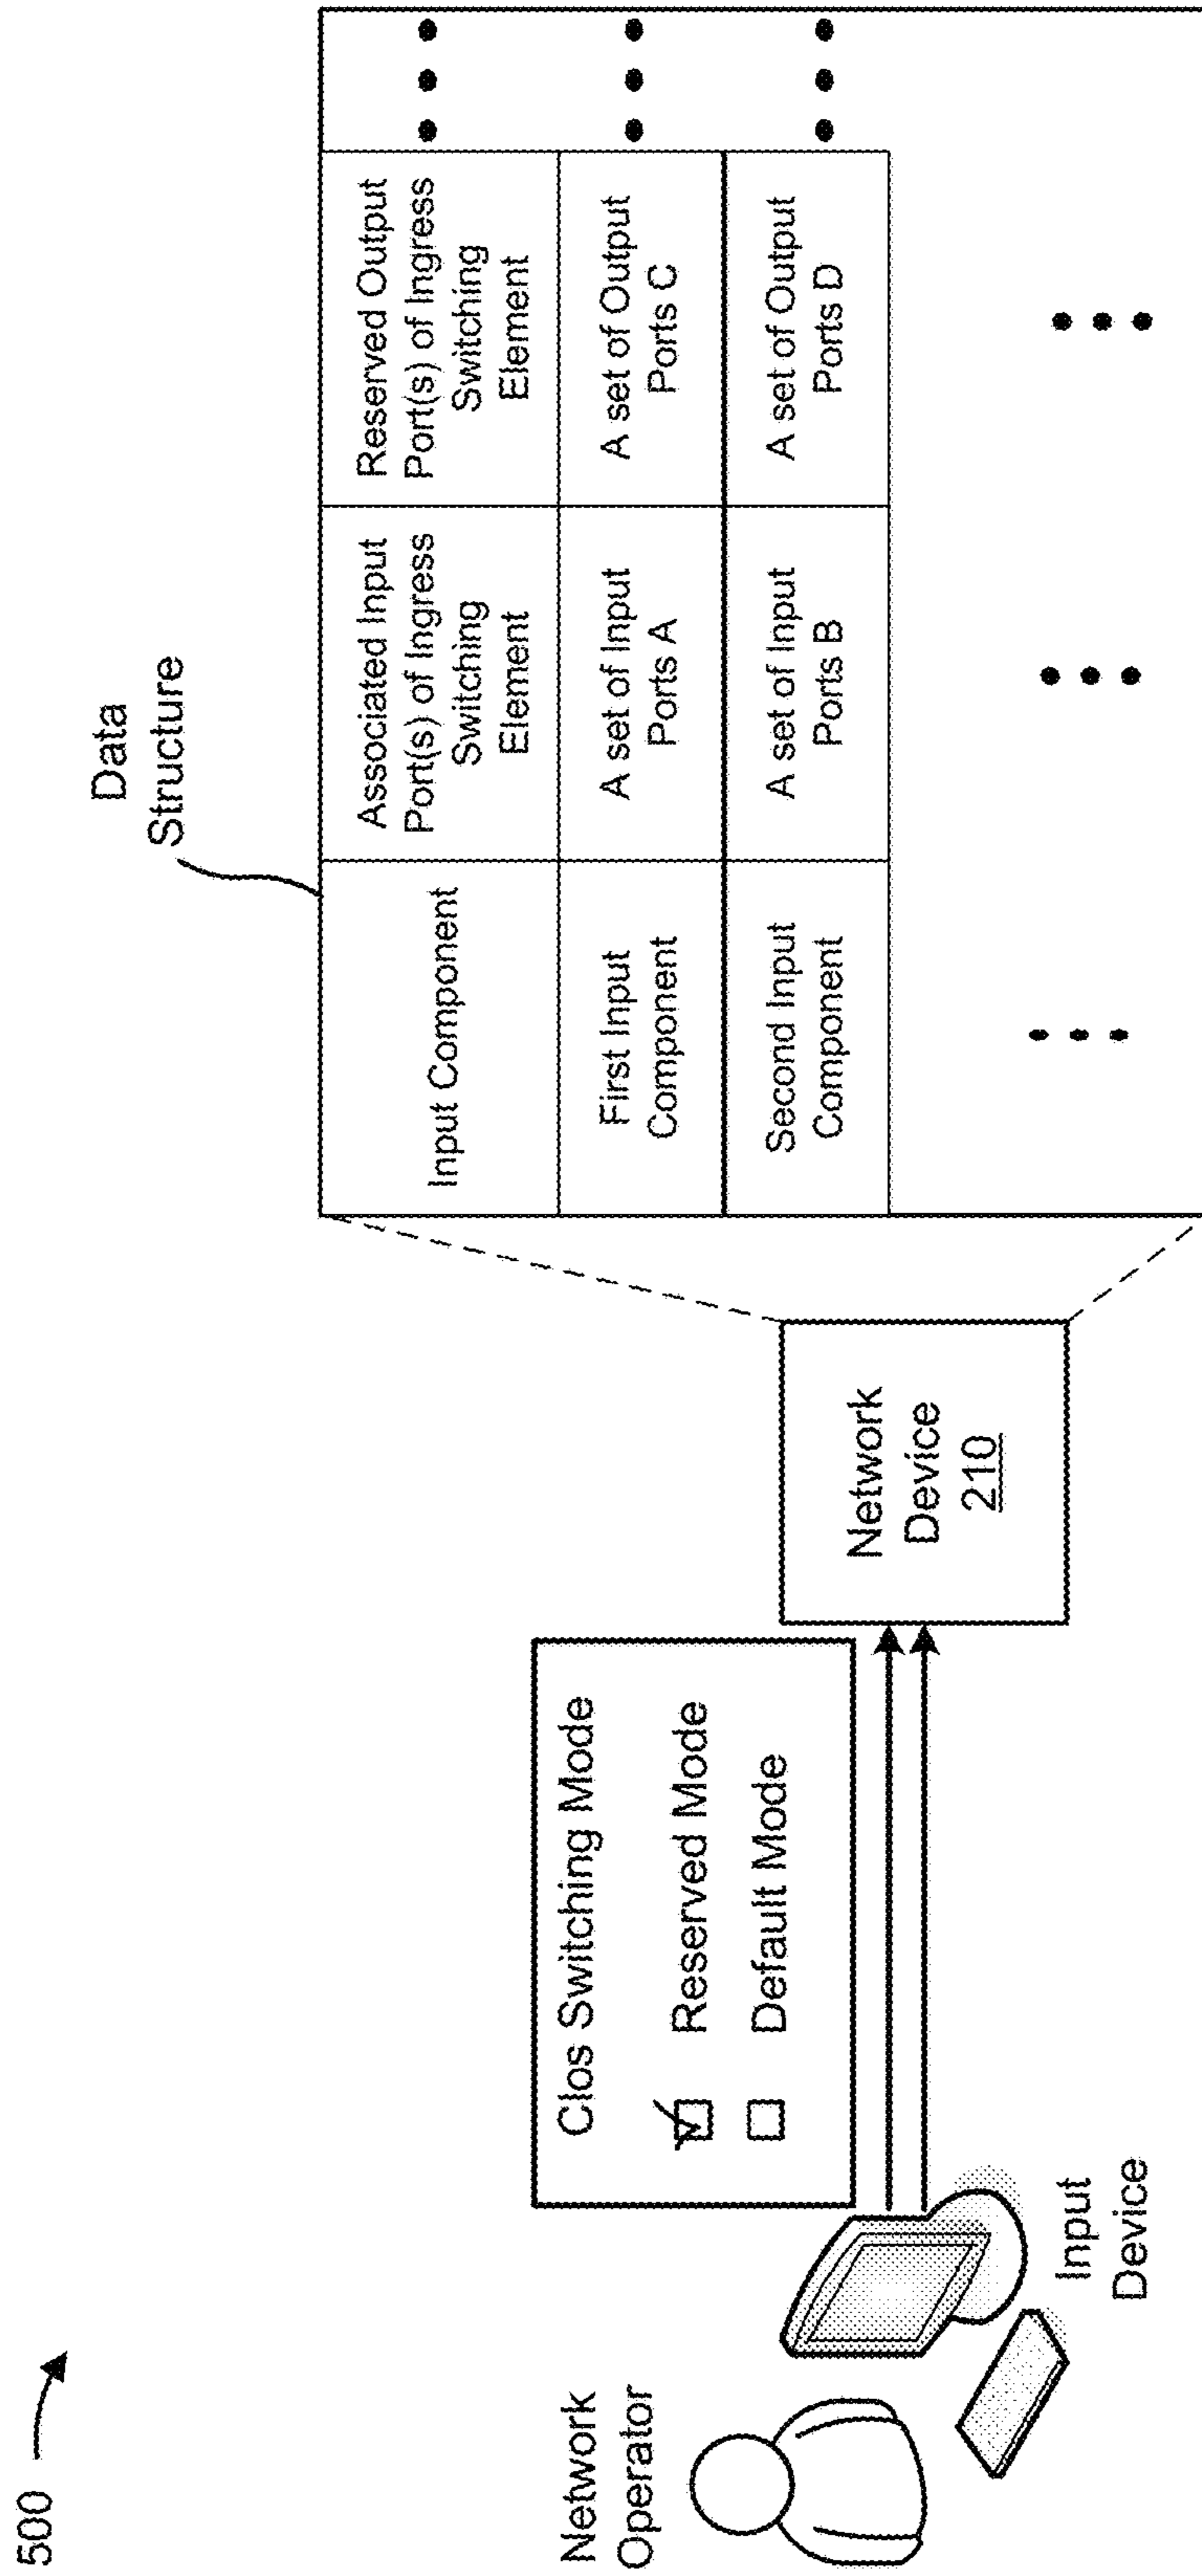 500
Network
Operator
Input
Device
Clos Switching Mode
Reserved Mode
Default Mode
Network
Device
210
Data
Structure
Input Component
Associated Input
Port(s) of Ingress
Switching
Element
Reserved Output
Port(s) of Ingress
Switching
Element
First Input
Component
A set of Input
Ports A
A set of Output
Ports C
Second Input
Component
A set of Input
Ports B
A set of Output
Ports D